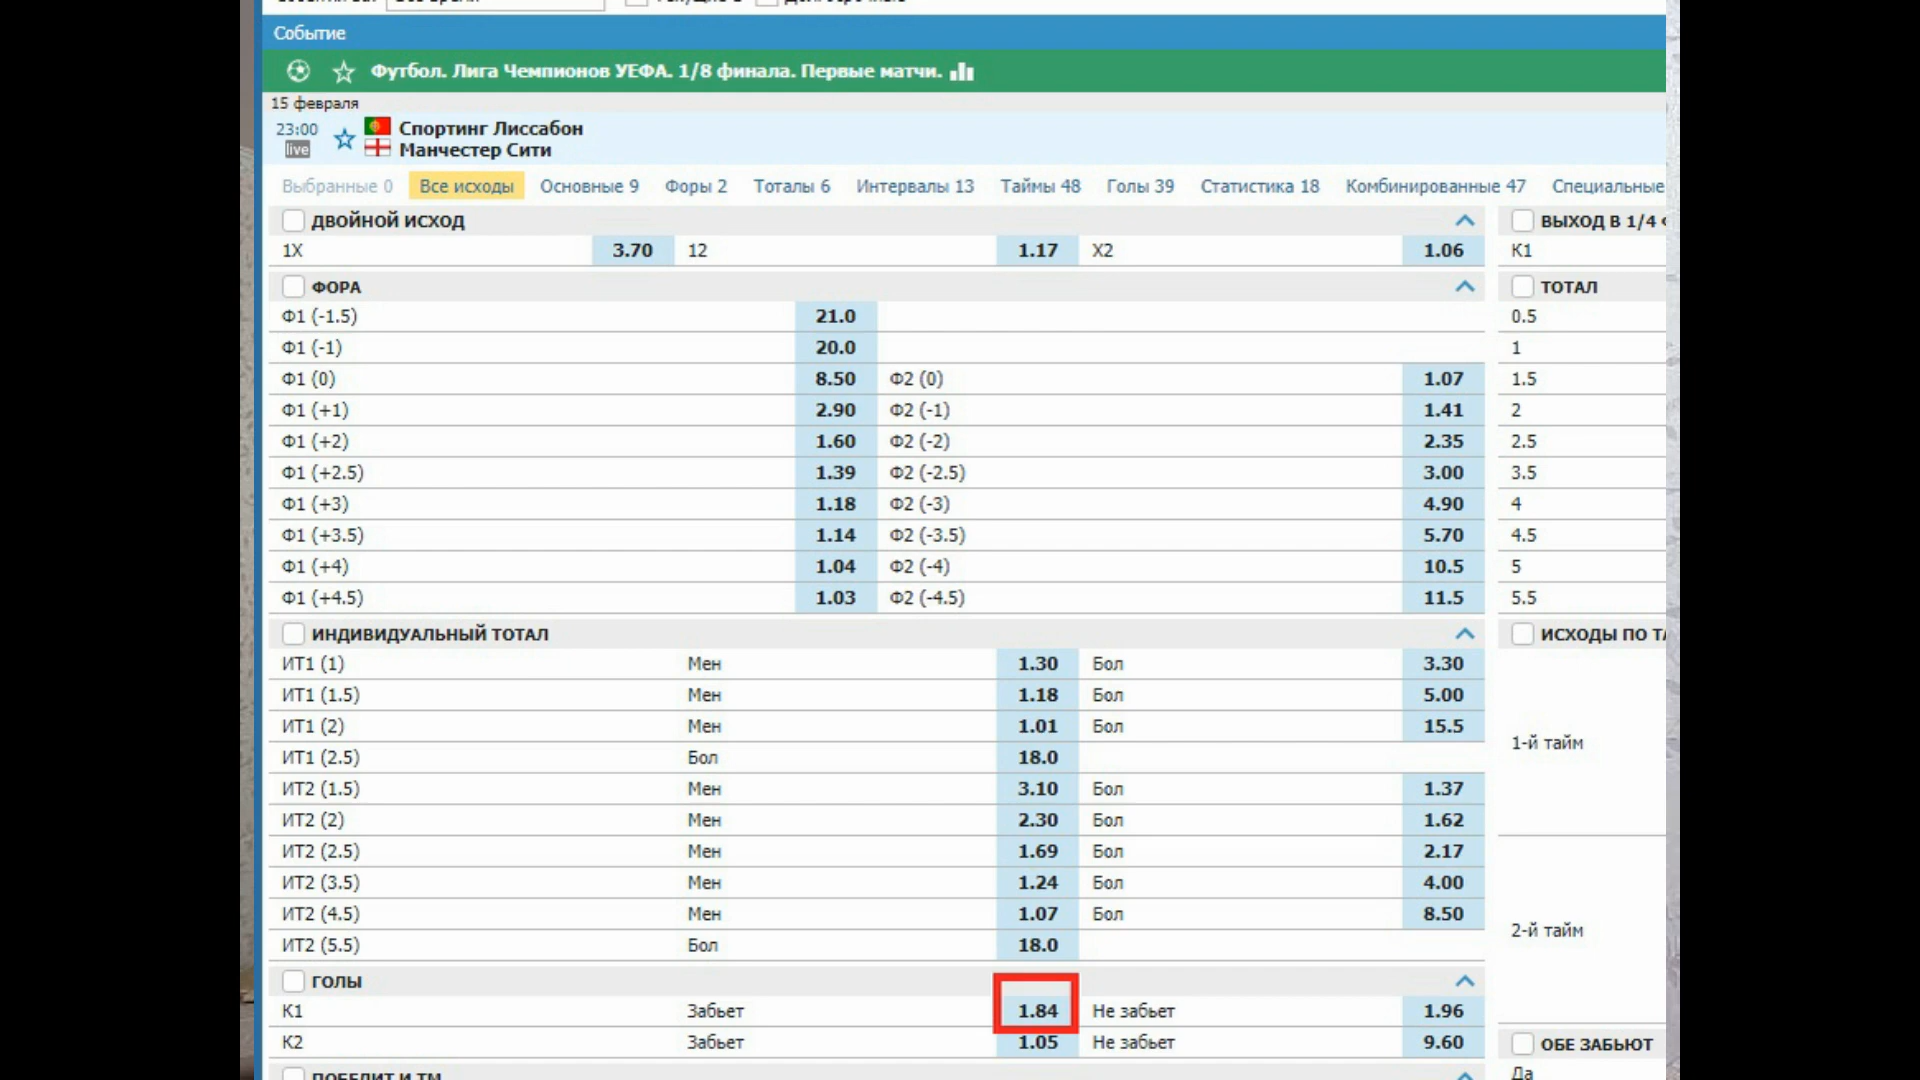 Событие
Футбол. Лига Чемпионов УЕФА. 1/8 финала. Первые матчи.
15 февраля
23:00 Спортинг Лиссабон
live Манчестер Сити
Выбранные 0 Все исходы Основные 9 Форы 2 Тоталы 6 Интервалы 13 Таймы 48 Голы 39 Статистика 18 Комбинированные 47 Специальные
ДВОЙНОЙ ИСХОД ВЫХОД В 1/4
1X 3.70 12 1.17 X2 1.06 К1
ФОРА ТОТАЛ
Ф1 (-1.5) 21.0 0.5
Ф1 (-1) 20.0 1
Ф1 (0) 8.50 Ф2 (0) 1.07 1.5
Ф1 (+1) 2.90 Ф2 (-1) 1.41 2
Ф1 (+2) 1.60 Ф2 (-2) 2.35 2.5
Ф1 (+2.5) 1.39 Ф2 (-2.5) 3.00 3.5
Ф1 (+3) 1.18 Ф2 (-3) 4.90 4
Ф1 (+3.5) 1.14 Ф2 (-3.5) 5.70 4.5
Ф1 (+4) 1.04 Ф2 (-4) 10.5 5
Ф1 (+4.5) 1.03 Ф2 (-4.5) 11.5 5.5
ИНДИВИДУАЛЬНЫЙ ТОТАЛ ИСХОДЫ ПО
ИТ1 (1) Мен 1.30 Бол 3.30
ИТ1 (1.5) Мен 1.18 Бол 5.00
ИТ1 (2) Мен 1.01 Бол 15.5
1-й тайм
ИТ1 (2.5) Бол 18.0
ИТ2 (1.5) Мен 3.10 Бол 1.37
ИТ2 (2) Мен 2.30 Бол 1.62
ИТ2 (2.5) Мен 1.69 Бол 2.17
ИТ2 (3.5) Мен 1.24 Бол 4.00
ИТ2 (4.5) Мен 1.07 Бол 8.50
2-й тайм
ИТ2 (5.5) Бол 18.0
ГОЛЫ
К1 Забьет 1.84 Не забьет 1.96
К2 Забьет 1.05 Не забьет 9.60
ОБЕ ЗАБЬЮТ
Да
ПОБЕДИТ И ТМ